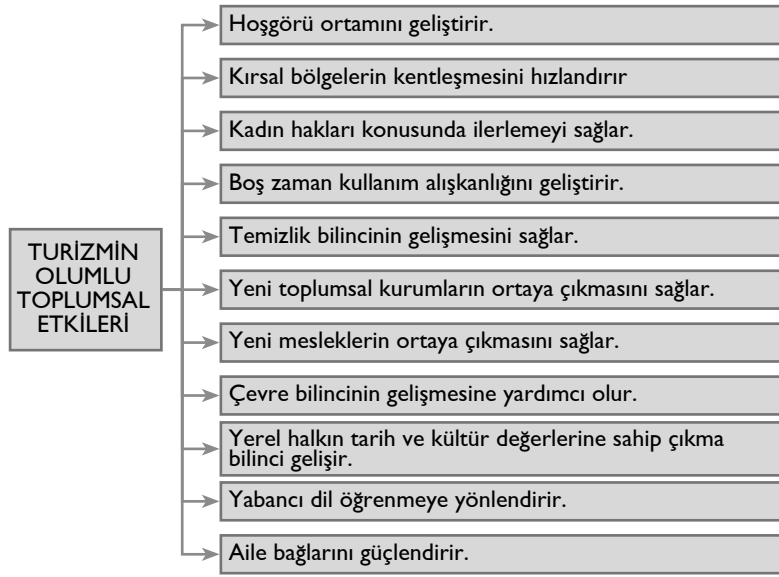 Hoşgörü ortamını geliştirir.
Kırsal bölgelerin kentleşmesini hızlandırır
Kadın hakları konusunda ilerlemeyi sağlar.
Boş zaman kullanım alışkanlığını geliştirir.
Temizlik bilincinin gelişmesini sağlar.
TURİZMİN
OLUMLU
TOPLUMSAL
ETKİLERİ
Yeni toplumsal kurumların ortaya çıkmasını sağlar.
Yeni mesleklerin ortaya çıkmasını sağlar.
Çevre bilincinin gelişmesine yardımcı olur.
Yerel halkın tarih ve kültür değerlerine sahip çıkma
bilinci gelişir.
Yabancı dil öğrenmeye yönlendirir.
Aile bağlarını güçlendirir.